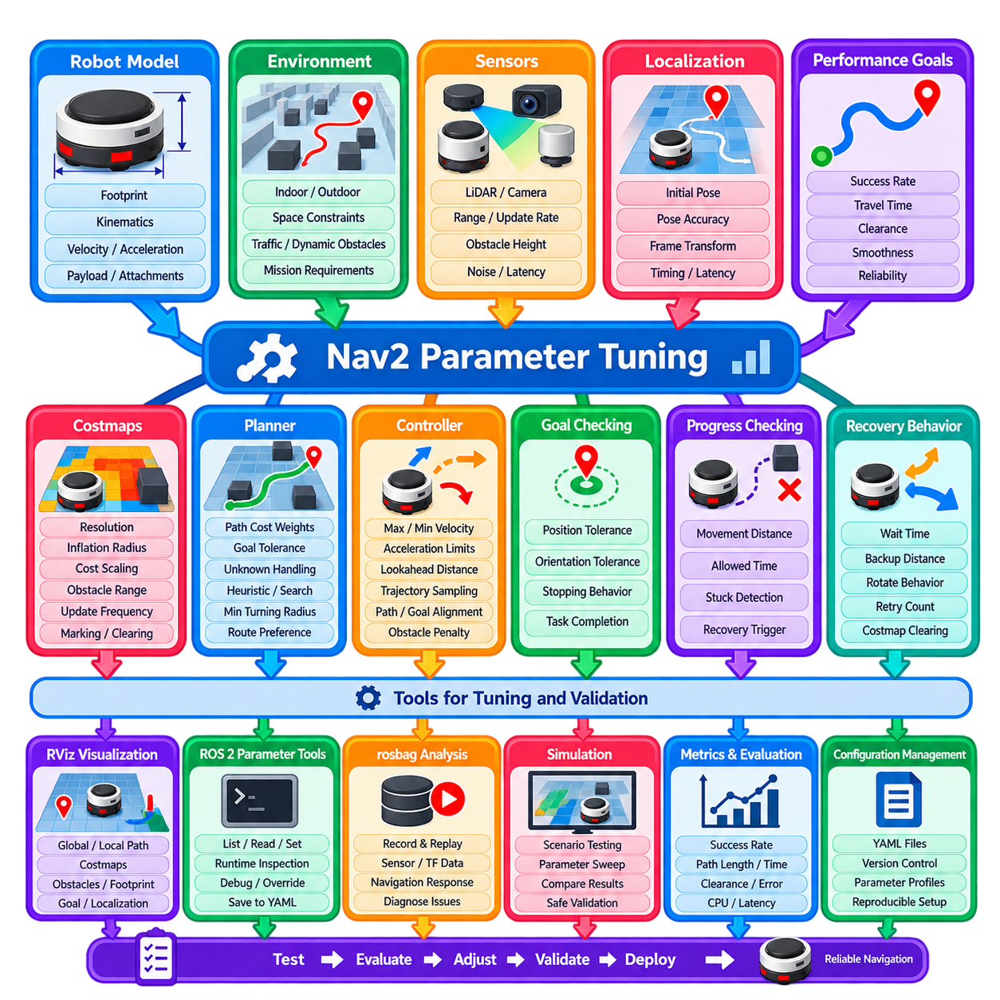 Robot Model
Footprint
Kinematics
Velocity / Acceleration
Payload / Attachments
Environment
Indoor / Outdoor
Space Constraints
Traffic / Dynamic Obstacles
Mission Requirements
Sensors
LiDAR / Camera
Range / Update Rate
Obstacle Height
Noise / Latency
Localization
Initial Pose
Pose Accuracy
Frame Transform
Timing / Latency
Performance Goals
Success Rate
Travel Time
Clearance
Smoothness
Reliability
Nav2 Parameter Tuning
Costmaps
Resolution
Inflation Radius
Cost Scaling
Obstacle Range
Update Frequency
Marking / Clearing
Planner
Path Cost Weights
Goal Tolerance
Unknown Handling
Heuristic / Search
Min Turning Radius
Route Preference
Controller
Max / Min Velocity
Acceleration Limits
Lookahead Distance
Trajectory Sampling
Path / Goal Alignment
Obstacle Penalty
Goal Checking
Position Tolerance
Orientation Tolerance
Stopping Behavior
Task Completion
Progress Checking
Movement Distance
Allowed Time
Stuck Detection
Recovery Trigger
Recovery Behavior
Wait Time
Backup Distance
Rotate Behavior
Retry Count
Costmap Clearing
Tools for Tuning and Validation
RViz Visualization
Global / Local Path
Costmaps
Obstacles / Footprint
Goal / Localization
ROS 2 Parameter Tools
List / Read / Set
Runtime Inspection
Debug / Override
Save to YAML
rosbag Analysis
Record & Replay
Sensor / TF Data
Navigation Response
Diagnose Issues
Simulation
Scenario Testing
Parameter Sweep
Compare Results
Safe Validation
Metrics & Evaluation
Success Rate
Path Length / Time
Clearance / Error
CPU / Latency
Configuration Management
YAML Files
Version Control
Parameter Profiles
Reproducible Setup
Test → Evaluate → Adjust → Validate → Deploy → Reliable Navigation